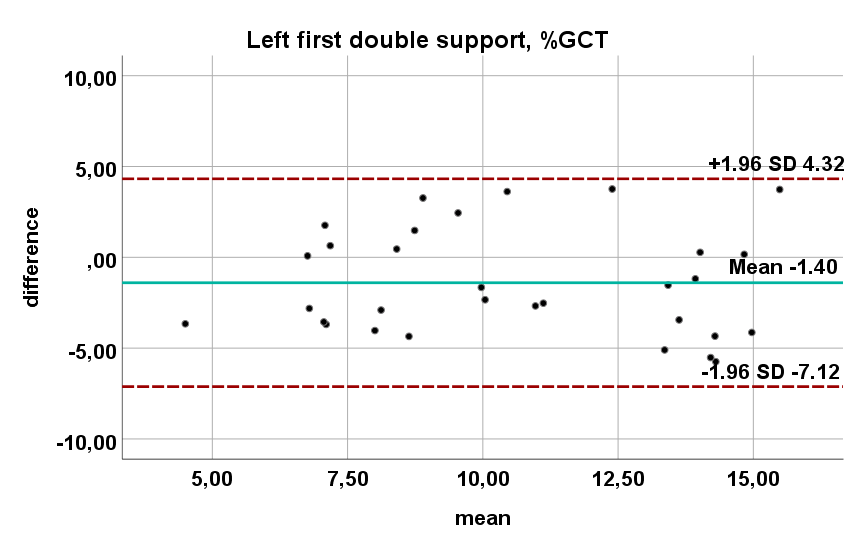 Left first double support, %GCT
10,00
5,00
,00
-5,00
-10,00
difference
+1.96 SD 4.32
Mean -1.40
-1.96 SD -7.12
5,00
7,50
10,00
12,50
15,00
mean